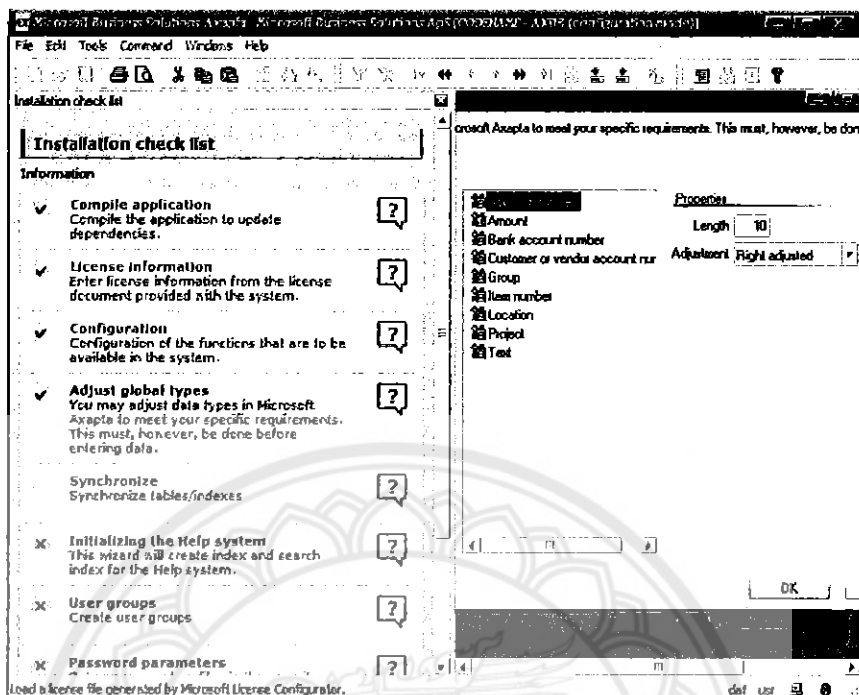 Microsoft Business Solutions Axapta - Microsoft Business Solutions ApS
File Edit Tools Command Windows Help
Installation check list
Installation check list
Information
Compile application
Compile the application to update
dependencies.
License information
Enter license information from the license
document provided with the system.
Configuration
Configuration of the functions that are to be
available in the system.
Adjust global types
You may adjust data types in Microsoft
Axapta to meet your specific requirements.
This must, however, be done before
entering data.
Synchronize
Synchronize tables/indexes
Initializing the Help system
This wizard will create index and search
index for the Help system.
User groups
Create user groups
Password parameters
Load a license file generated by Microsoft License Configurator.
crosoft Axapta to meet your specific requirements. This must, however, be don
Amount
Bank account number
Customer or vendor account nur
Group
Item number
Location
Project
Text
Properties
Length 10
Adjustment Right adjusted
OK
dat usr